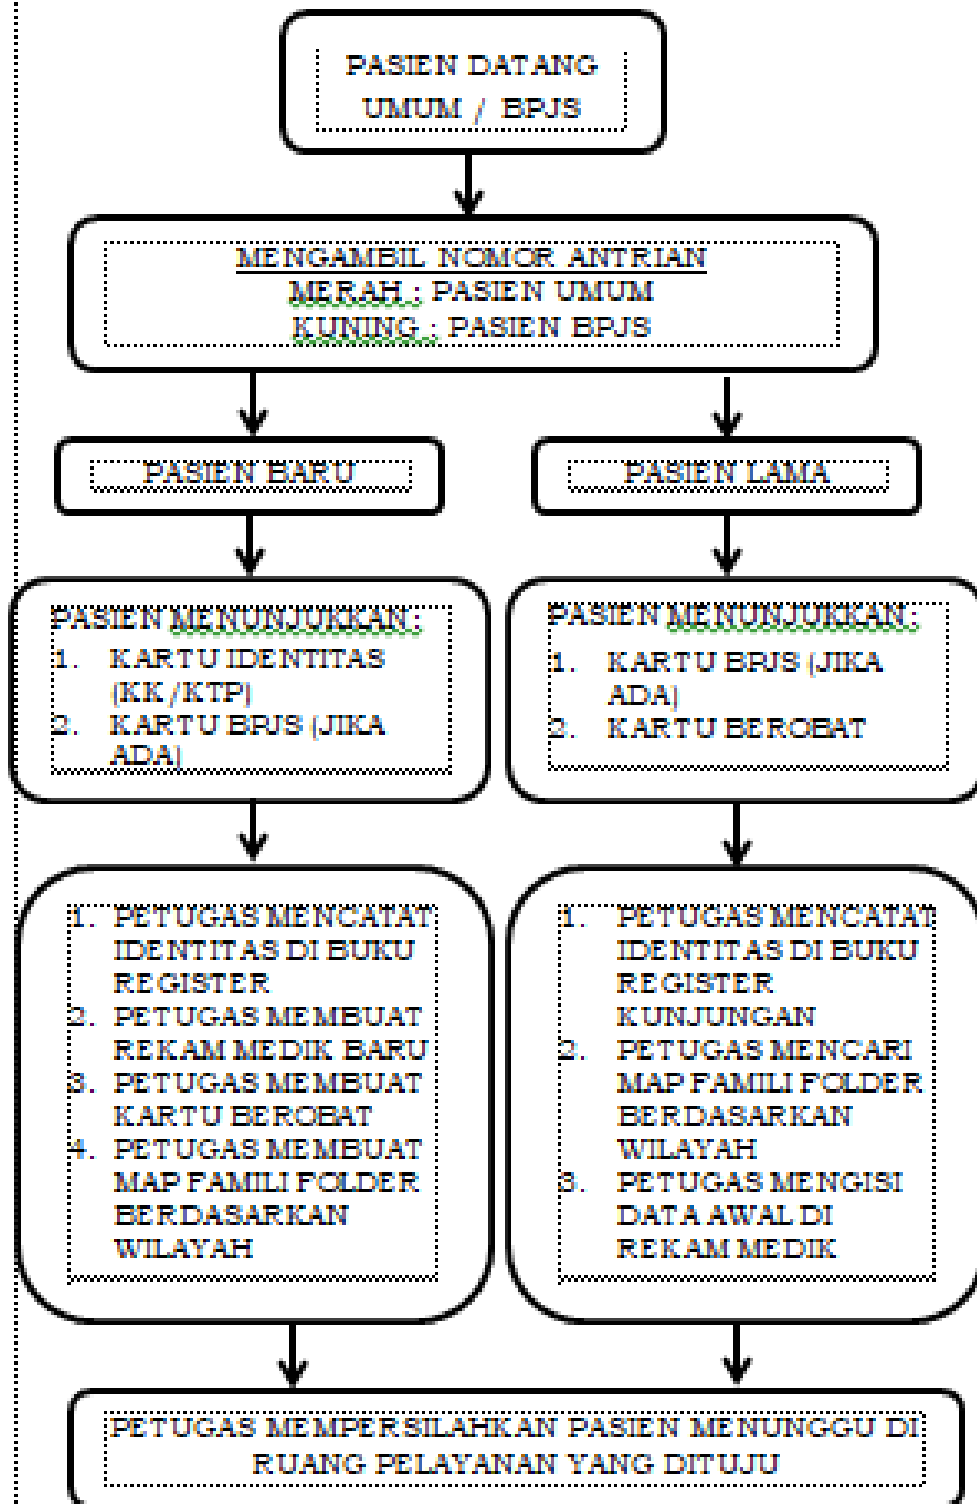 PASIEN DATANG
UMUM / BPJS
MENGAMBIL NOMOR ANTRIAN
MERAH : PASIEN UMUM
KUNING : PASIEN BPJS
PASIEN BARU
PASIEN LAMA
PASIEN MENUNJUKKAN :
1. KARTU IDENTITAS
(KK/KTP)
2. KARTU BPJS (JIKA
ADA)
PASIEN MENUNJUKKAN :
1. KARTU BPJS (JIKA
ADA)
2. KARTU BEROBAT
1. PETUGAS MENCATAT
IDENTITAS DI BUKU
REGISTER
2. PETUGAS MEMBUAT
REKAM MEDIK BARU
3. PETUGAS MEMBUAT
KARTU BEROBAT
4. PETUGAS MEMBUAT
MAP FAMILI FOLDER
BERDASARKAN
WILAYAH
1. PETUGAS MENCATAT
IDENTITAS DI BUKU
REGISTER
KUNJUNGAN
2. PETUGAS MENCARI
MAP FAMILI FOLDER
BERDASARKAN
WILAYAH
3. PETUGAS MENGISI
DATA AWAL DI
REKAM MEDIK
PETUGAS MEMPERSILAHKAN PASIEN MENUNGGU DI
RUANG PELAYANAN YANG DITUJU